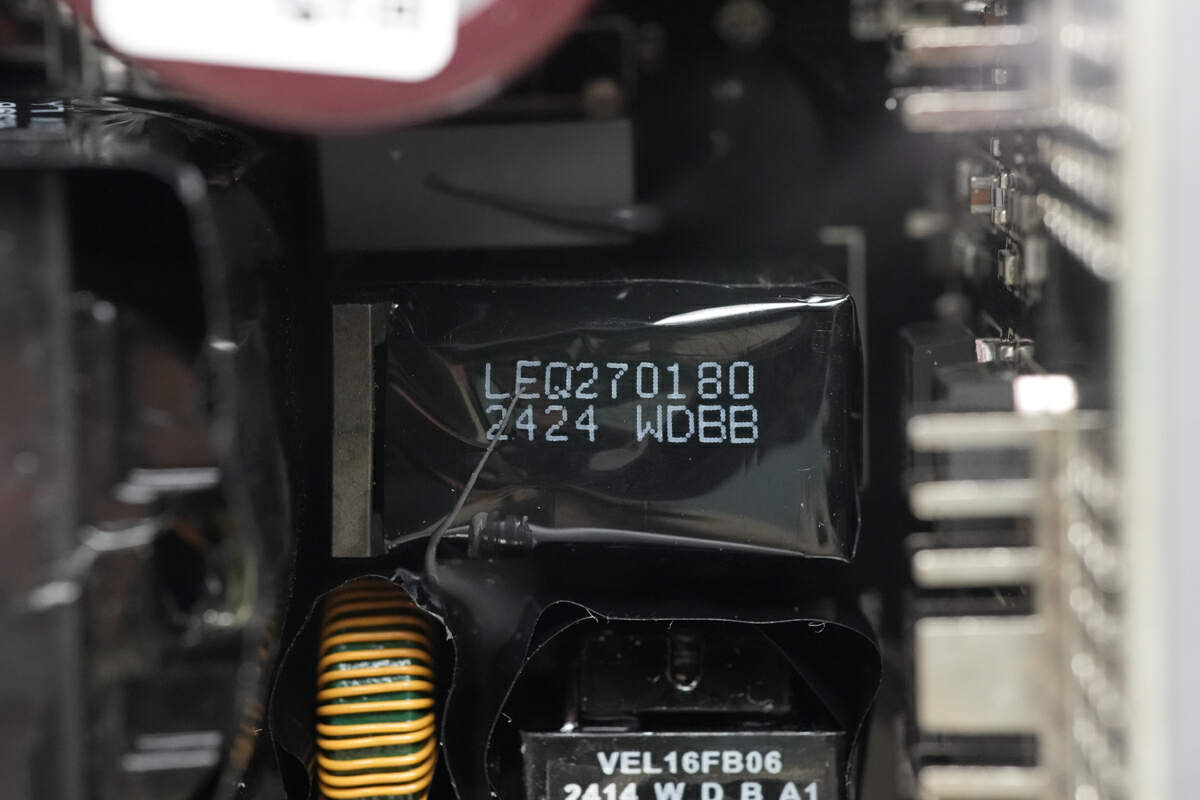 LEQ270180
2424 WDBB
VEL16FB06
2414 W D B A1